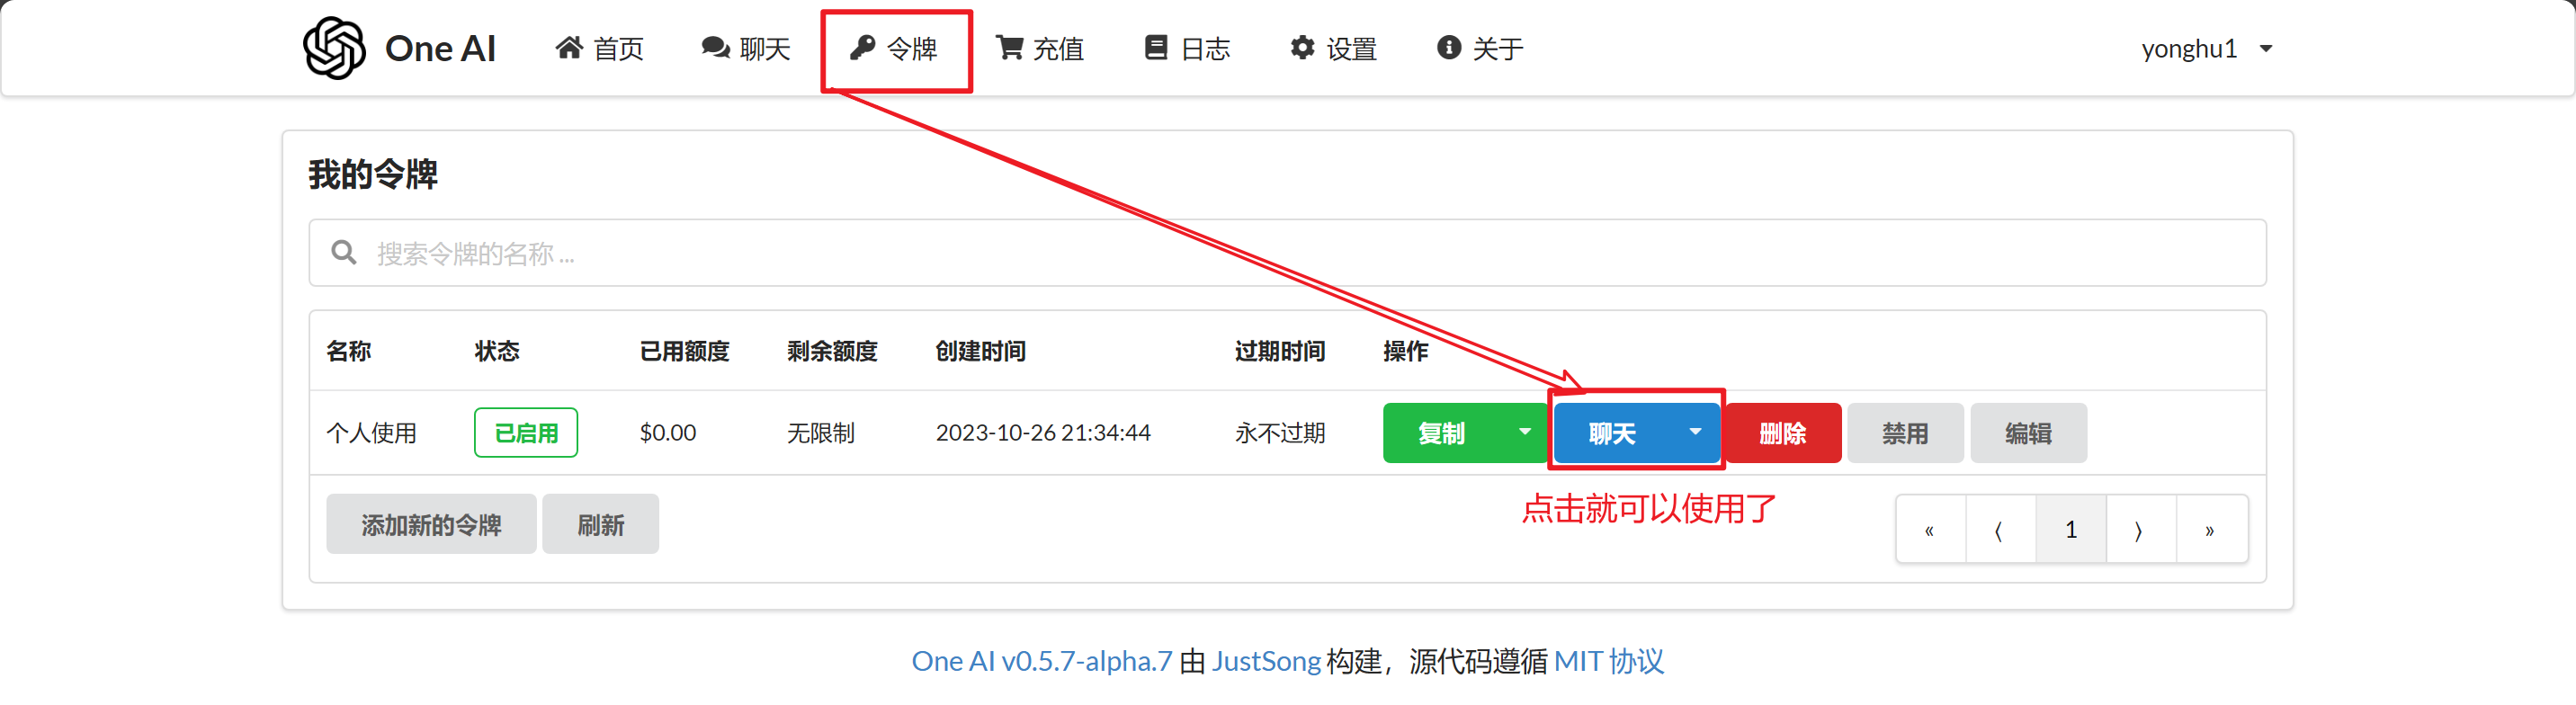 One AI 首页 聊天 令牌 充值 日志 设置 关于 yonghu1
我的令牌
搜索令牌的名称 ...
名称 状态 已用额度 剩余额度 创建时间 过期时间 操作
个人使用 已启用 $0.00 无限制 2023-10-26 21:34:44 永不过期 复制 聊天 删除 禁用 编辑
点击就可以使用了
添加新的令牌 刷新 « ⟨ 1 ⟩ »
One AI v0.5.7-alpha.7 由 JustSong 构建，源代码遵循 MIT 协议